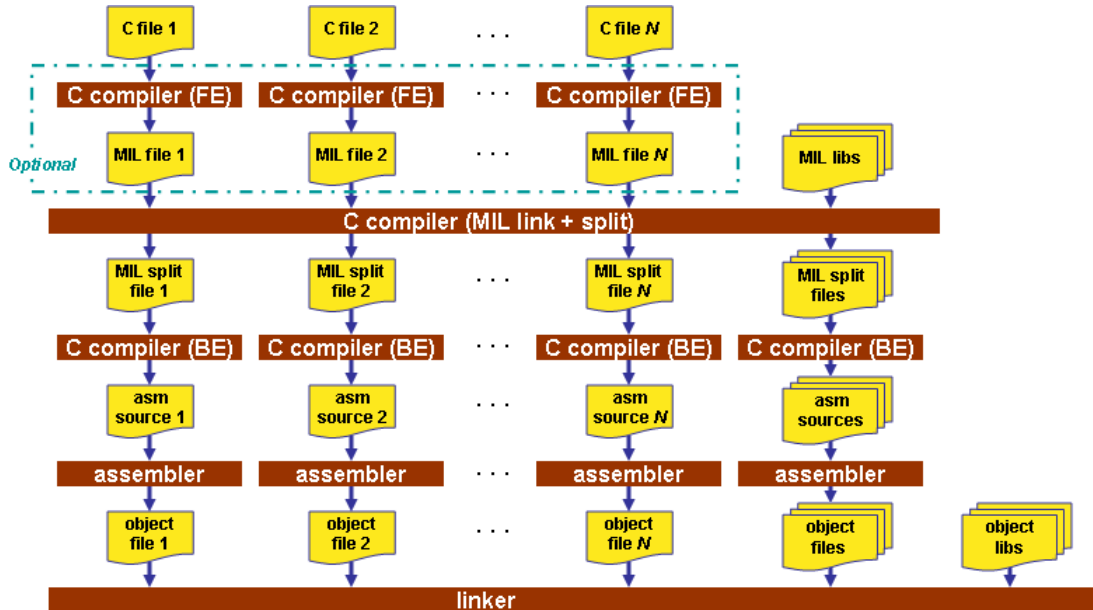 C file 1 C file 2 . . . C file N
C compiler (FE) C compiler (FE) . . . C compiler (FE)
Optional
MIL file 1 MIL file 2 . . . MIL file N MIL libs
C compiler (MIL link + split)
MIL split MIL split . . . MIL split MIL split
file 1 file 2 file N files
C compiler (BE) C compiler (BE) . . . C compiler (BE) C compiler (BE)
asm asm . . . asm asm
source 1 source 2 source N sources
assembler assembler . . . assembler assembler
object object . . . object object object
file 1 file 2 file N files libs
linker